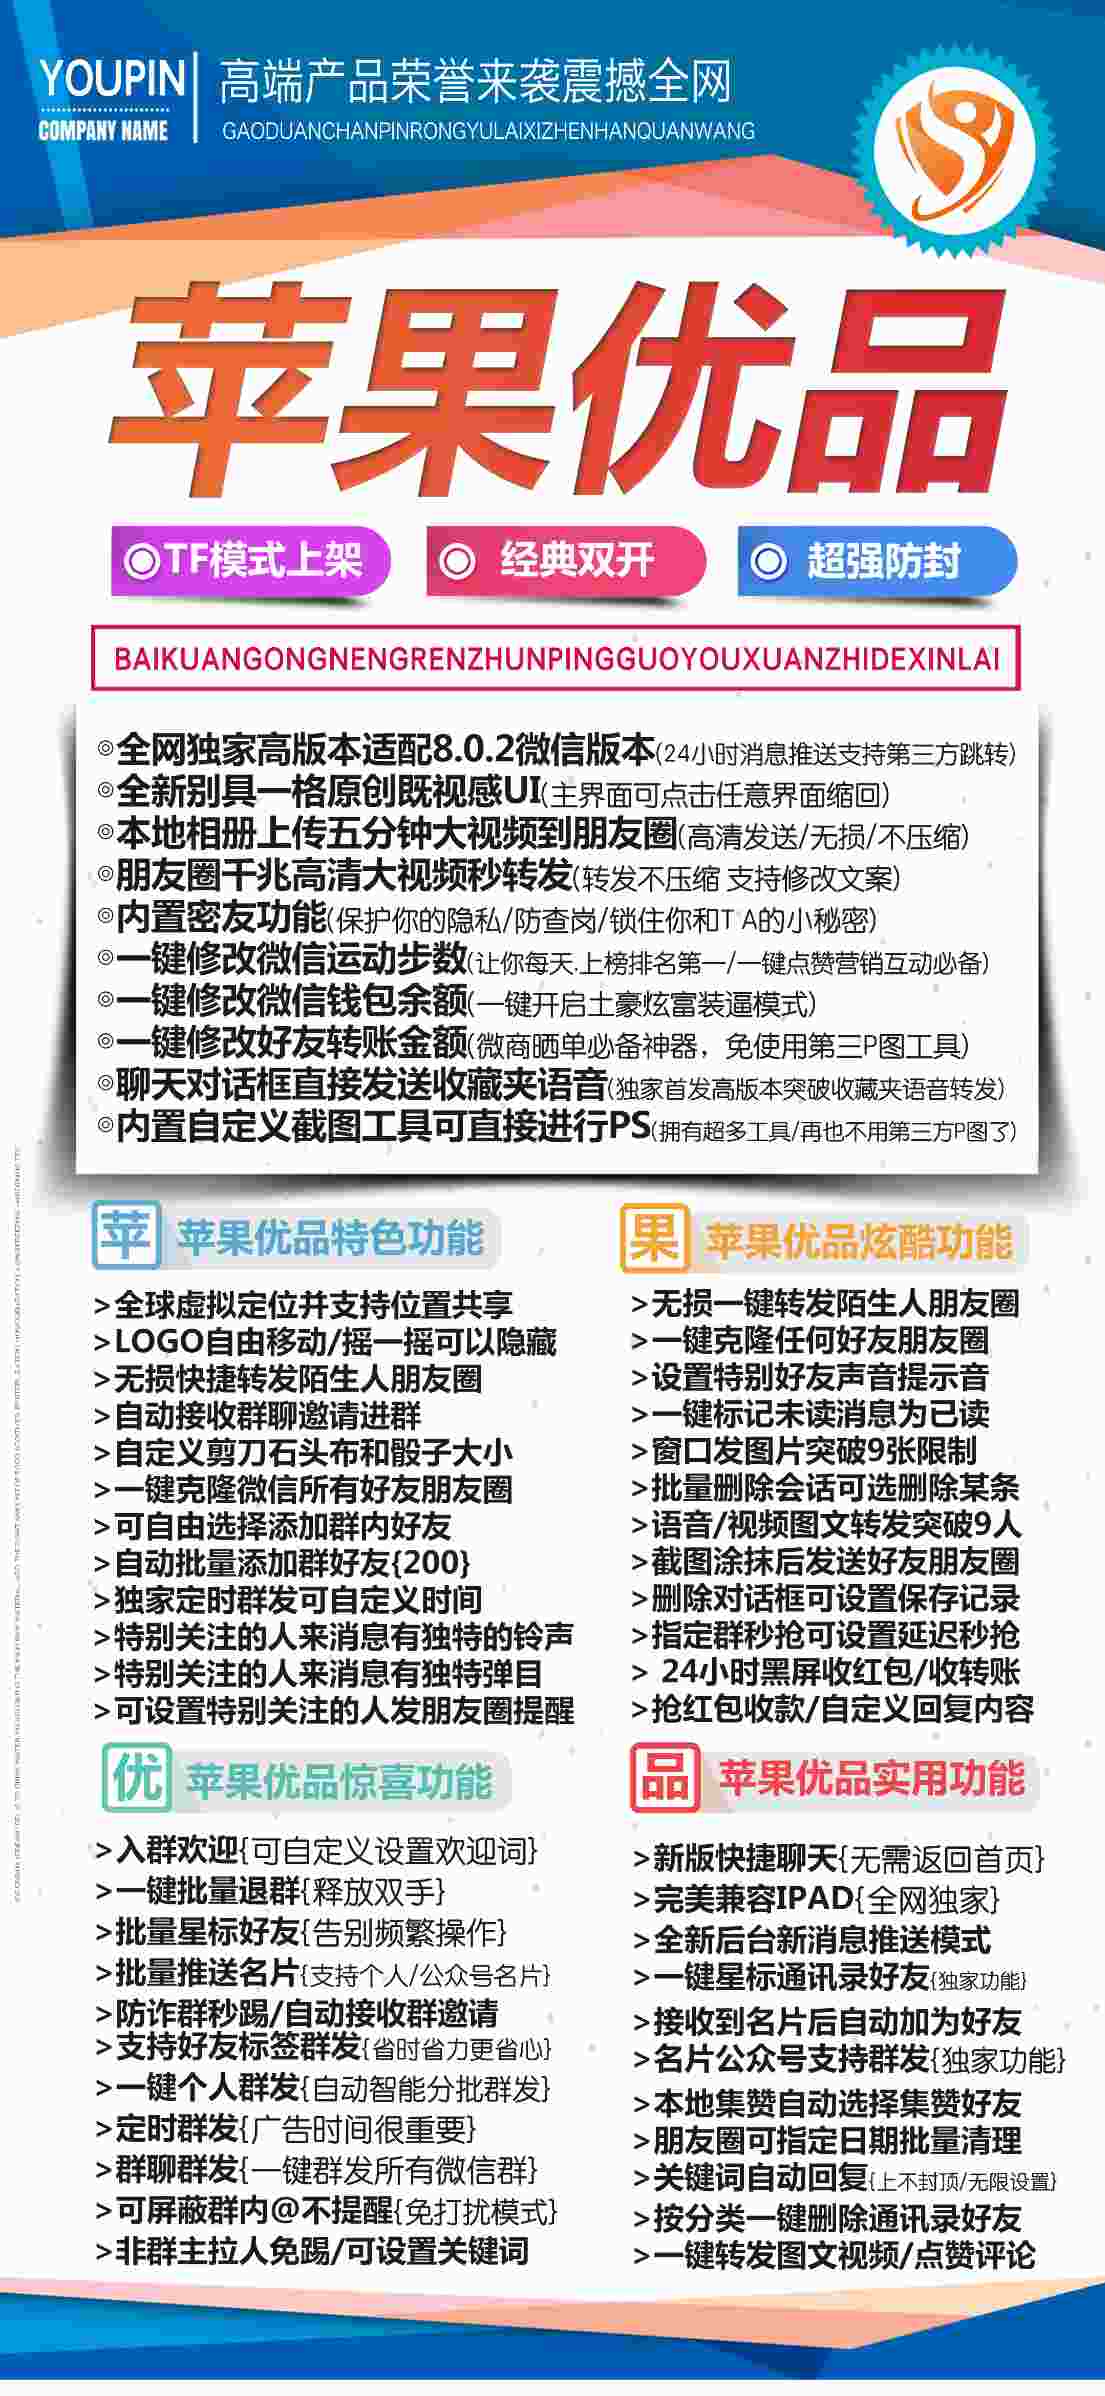 YOUPIN
COMPANY NAME
高端产品荣誉来袭震撼全网
GAODUANCHANPINRONGYULAIXIZHENHANQUANWANG
苹果优品
TF模式上架
经典双开
超强防封
BAIKUANGONGNENGRENZHUNPINGGUOYOUXUANZHIDEXINLAI
◎全网独家高版本适配8.0.2微信版本(24小时消息推送支持第三方跳转)
◎全新别具一格原创既视感UI(主界面可点击任意界面缩回)
◎本地相册上传五分钟大视频到朋友圈(高清发送/无损/不压缩)
◎朋友圈千兆高清大视频秒转发(转发不压缩 支持修改文案)
◎内置密友功能(保护你的隐私/防查岗/锁住你和TA的小秘密)
◎一键修改微信运动步数(让你每天.上榜排名第一/一键点赞营销互动必备)
◎一键修改微信钱包余额(一键开启土豪炫富装逼模式)
◎一键修改好友转账金额(微商晒单必备神器，免使用第三P图工具)
◎聊天对话框直接发送收藏夹语音(独家首发高版本突破收藏夹语音转发)
◎内置自定义截图工具可直接进行PS(拥有超多工具/再也不用第三方P图了)
苹 苹果优品特色功能
>全球虚拟定位并支持位置共享
>LOGO自由移动/摇一摇可以隐藏
>无损快捷转发陌生人朋友圈
>自动接收群聊邀请进群
>自定义剪刀石头布和骰子大小
>一键克隆微信所有好友朋友圈
>可自由选择添加群内好友
>自动批量添加群好友{200}
>独家定时群发可自定义时间
>特别关注的人来消息有独特的铃声
>特别关注的人来消息有独特弹目
>可设置特别关注的人发朋友圈提醒
果 苹果优品炫酷功能
>无损一键转发陌生人朋友圈
>一键克隆任何好友朋友圈
>设置特别好友声音提示音
>一键标记未读消息为已读
>窗口发图片突破9张限制
>批量删除会话可选删除某条
>语音/视频图文转发突破9人
>截图涂抹后发送好友朋友圈
>删除对话框可设置保存记录
>指定群秒抢可设置延迟秒抢
> 24小时黑屏收红包/收转账
>抢红包收款/自定义回复内容
优 苹果优品惊喜功能
>入群欢迎{可自定义设置欢迎词}
>一键批量退群{释放双手}
>批量星标好友{告别频繁操作}
>批量推送名片{支持个人/公众号名片}
>防诈群秒踢/自动接收群邀请
>支持好友标签群发{省时省力更省心}
>一键个人群发{自动智能分批群发}
>定时群发{广告时间很重要}
>群聊群发{一键群发所有微信群}
>可屏蔽群内@不提醒{免打扰模式}
>非群主拉人免踢/可设置关键词
品 苹果优品实用功能
>新版快捷聊天{无需返回首页}
>完美兼容IPAD{全网独家}
>全新后台新消息推送模式
>一键星标通讯录好友{独家功能}
>接收到名片后自动加为好友
>名片公众号支持群发{独家功能}
>本地集赞自动选择集赞好友
>朋友圈可指定日期批量清理
>关键词自动回复{上不封顶/无限设置}
>按分类一键删除通讯录好友
>一键转发图文视频/点赞评论